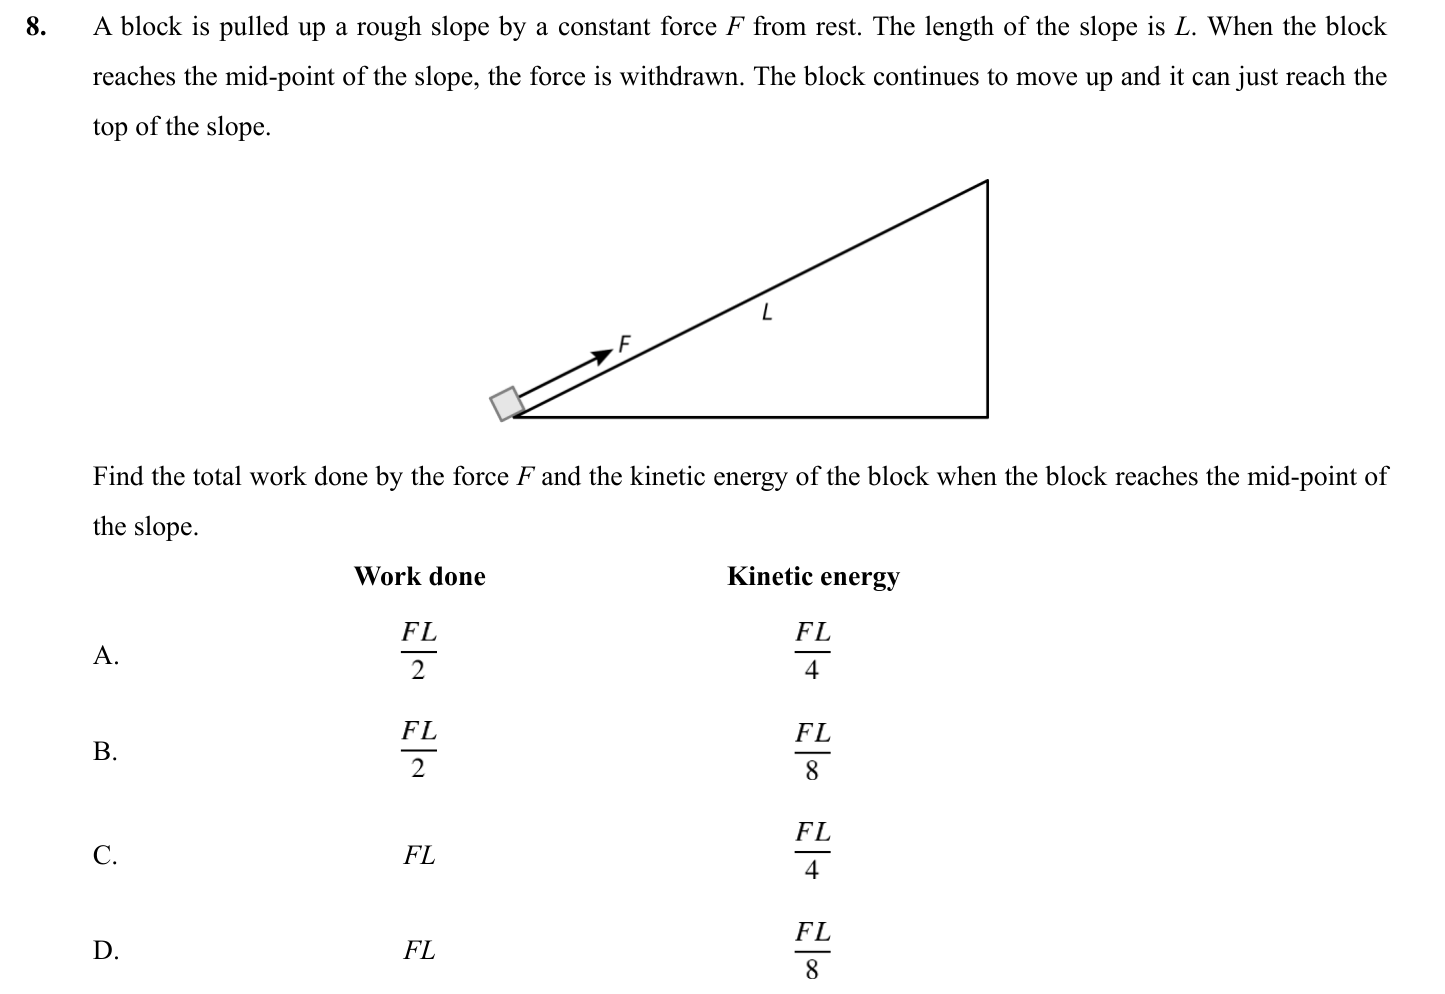 8. A block is pulled up a rough slope by a constant force F from rest. The length of the slope is L. When the block
reaches the mid-point of the slope, the force is withdrawn. The block continues to move up and it can just reach the
top of the slope.
F
L
Find the total work done by the force F and the kinetic energy of the block when the block reaches the mid-point of
the slope.
Work done Kinetic energy
A. FL/2 FL/4
B. FL/2 FL/8
C. FL FL/4
D. FL FL/8